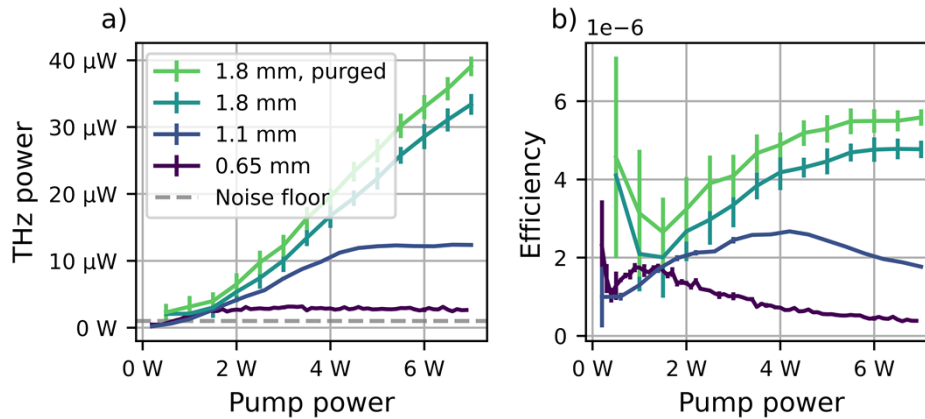 a)
THz power
40 µW
30 µW
20 µW
10 µW
0 W
1.8 mm, purged
1.8 mm
1.1 mm
0.65 mm
Noise floor
0 W 2 W 4 W 6 W
Pump power
b)
1e−6
Efficiency
6
4
2
0
0 W 2 W 4 W 6 W
Pump power